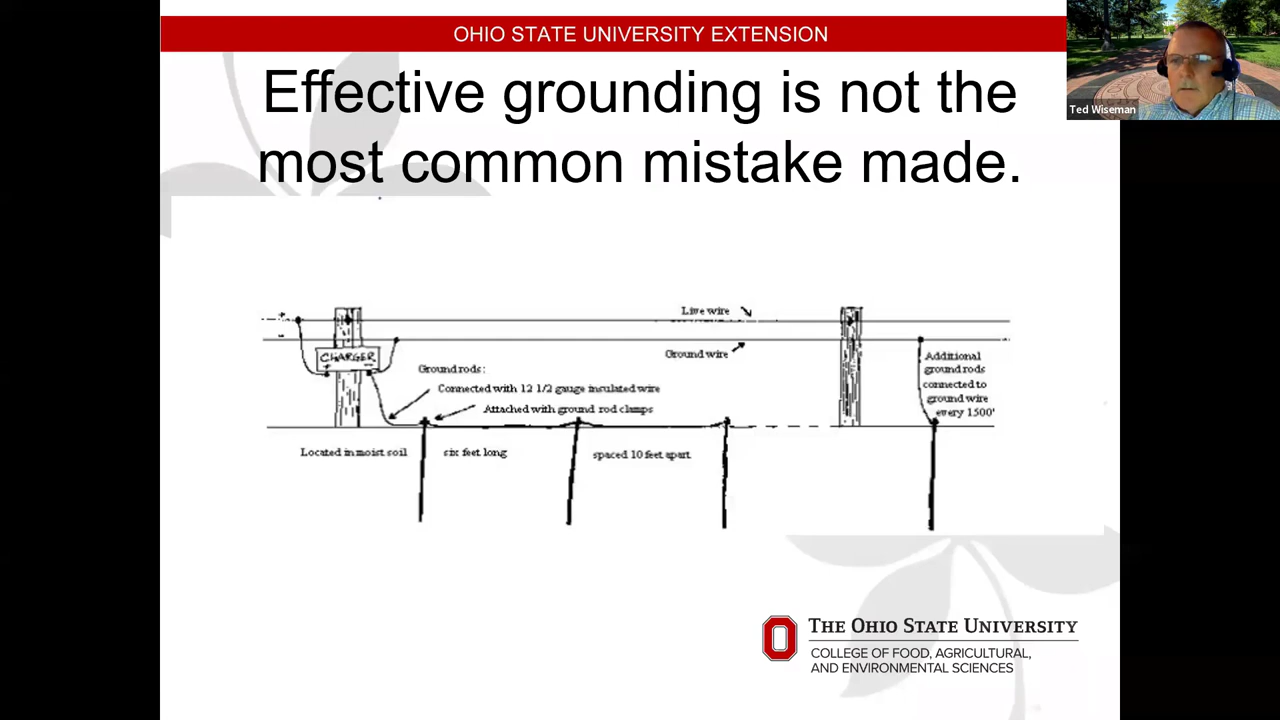 OHIO STATE UNIVERSITY EXTENSION
Ted Wiseman
Effective grounding is not the
most common mistake made.
Live wire
+
-
CHARGER
+ -
Ground wire
Ground rods:
Connected with 12 1/2 gauge insulated wire
Attached with ground rod clamps
Additional
ground rods
connected to
ground wire
every 1500'
Located in moist soil
six feet long
spaced 10 feet apart
O
THE OHIO STATE UNIVERSITY
COLLEGE OF FOOD, AGRICULTURAL,
AND ENVIRONMENTAL SCIENCES